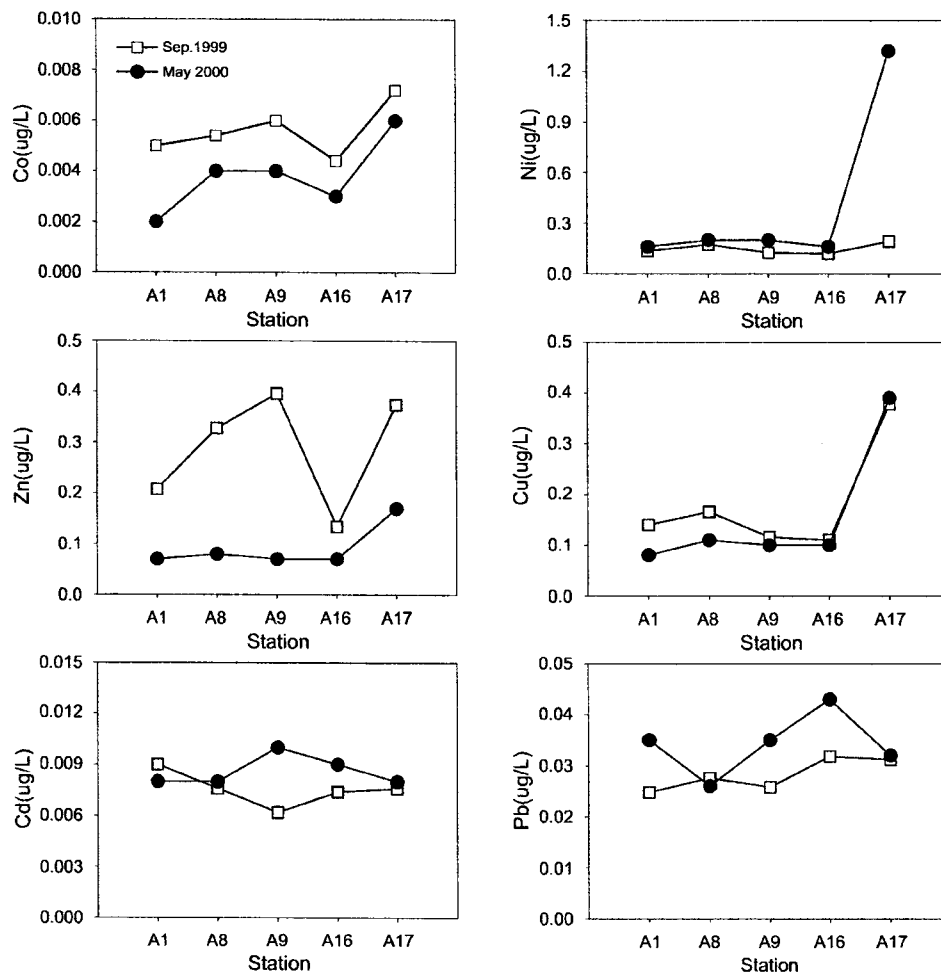 Co(ug/L)
0.010
0.008
0.006
0.004
0.002
0.000
Sep.1999
May 2000
A1 A8 A9 A16 A17
Station
Ni(ug/L)
1.5
1.2
0.9
0.6
0.3
0.0
A1 A8 A9 A16 A17
Station
Zn(ug/L)
0.5
0.4
0.3
0.2
0.1
0.0
A1 A8 A9 A16 A17
Station
Cu(ug/L)
0.5
0.4
0.3
0.2
0.1
0.0
A1 A8 A9 A16 A17
Station
Cd(ug/L)
0.015
0.012
0.009
0.006
0.003
0.000
A1 A8 A9 A16 A17
Station
Pb(ug/L)
0.05
0.04
0.03
0.02
0.01
0.00
A1 A8 A9 A16 A17
Station